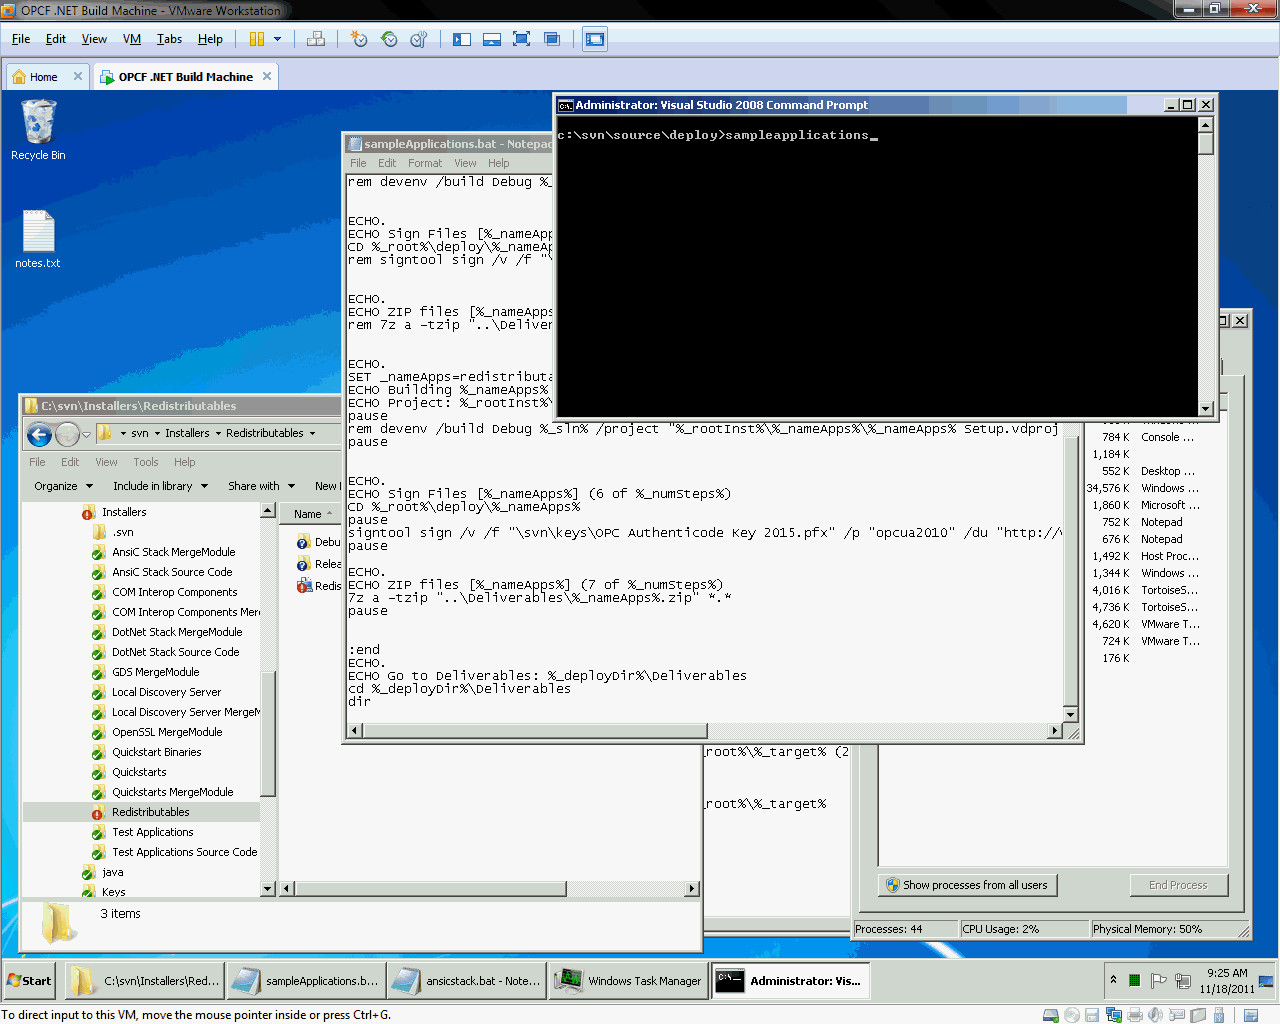 OPCF .NET Build Machine - VMware Workstation
File Edit View VM Tabs Help
Home
OPCF .NET Build Machine
Recycle Bin
notes.txt
Administrator: Visual Studio 2008 Command Prompt
c:\svn\source\deploy>sampleapplications_
sampleApplications.bat - Notepad
File Edit Format View Help
rem devenv /build Debug %_
ECHO.
ECHO Sign Files [%_nameApp
CD %_root%\deploy\%_nameAp
rem signtool sign /v /f "\
ECHO.
ECHO ZIP files [%_nameApps
rem 7z a -tzip "..\Deliver
ECHO.
SET _nameApps=redistributa
ECHO Building %_nameApps%
ECHO Project: %_rootInst%\
pause
rem devenv /build Debug %_sln% /project "%_rootInst%\%_nameApps%\%_nameApps% Setup.vdproj
pause
ECHO.
ECHO Sign Files [%_nameApps%] (6 of %_numSteps%)
CD %_root%\deploy\%_nameApps%
pause
signtool sign /v /f "\svn\keys\OPC Authenticode Key 2015.pfx" /p "opcua2010" /du "http://
pause
ECHO.
ECHO ZIP files [%_nameApps%] (7 of %_numSteps%)
7z a -tzip "..\Deliverables\%_nameApps%.zip" *.*
pause
:end
ECHO.
ECHO Go to Deliverables: %_deployDir%\Deliverables
cd %_deployDir%\Deliverables
dir
C:\svn\Installers\Redistributables
svn Installers Redistributables
File Edit View Tools Help
Organize Include in library Share with New
Installers
.svn
AnsiC Stack MergeModule
AnsiC Stack Source Code
COM Interop Components
COM Interop Components Mer
DotNet Stack MergeModule
DotNet Stack Source Code
GDS MergeModule
Local Discovery Server
Local Discovery Server MergeM
OpenSSL MergeModule
Quickstart Binaries
Quickstarts
Quickstarts MergeModule
Redistributables
Test Applications
Test Applications Source Code
java
Keys
Name
Debu
Relea
Redis
3 items
_root%\%_target% (2
_root%\%_target%
784 K Console ...
1,184 K
552 K Desktop ...
34,576 K Windows ...
1,860 K Microsoft ...
752 K Notepad
676 K Notepad
1,492 K Host Proc...
1,344 K Windows ...
4,016 K TortoiseS...
4,736 K TortoiseS...
4,620 K VMware T...
724 K VMware T...
176 K
Show processes from all users
End Process
Processes: 44
CPU Usage: 2%
Physical Memory: 50%
Start
C:\svn\Installers\Red...
sampleApplications.b...
ansicstack.bat - Note...
Windows Task Manager
Administrator: Vis...
9:25 AM
11/18/2011
To direct input to this VM, move the mouse pointer inside or press Ctrl+G.